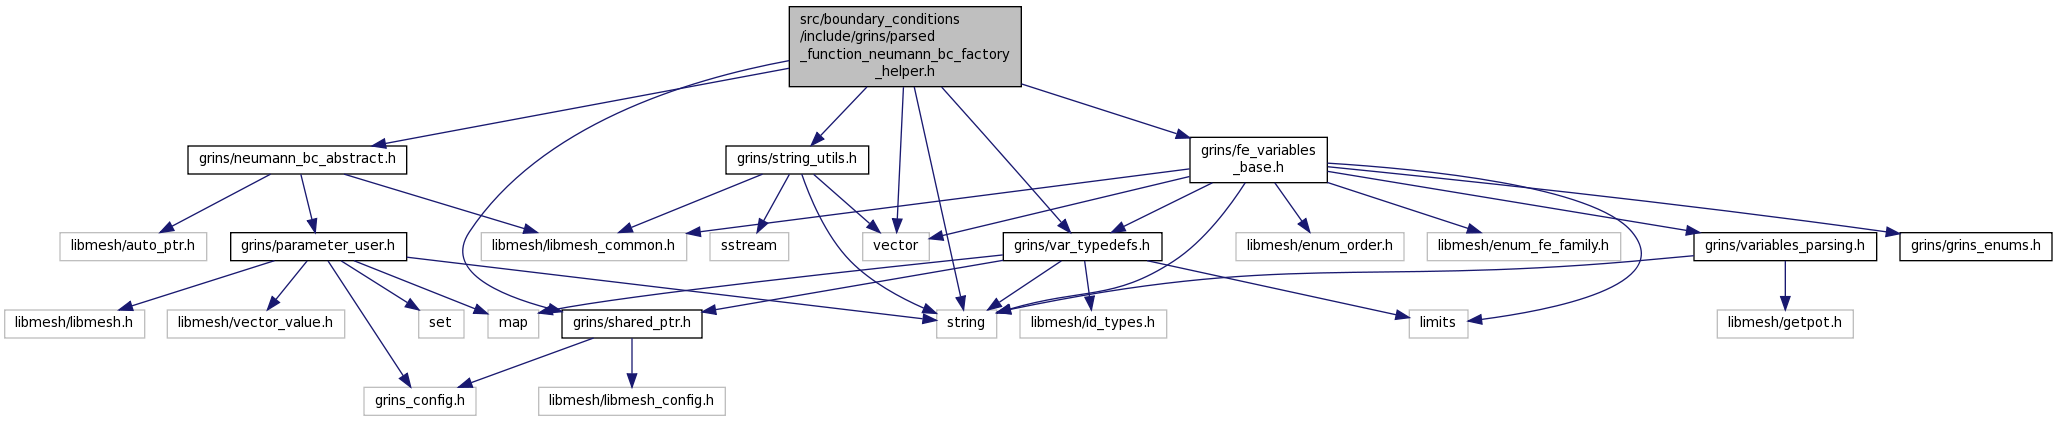 src/boundary_conditions
/include/grins/parsed
_function_neumann_bc_factory
_helper.h
grins/neumann_bc_abstract.h
grins/string_utils.h
grins/fe_variables
_base.h
libmesh/auto_ptr.h
grins/parameter_user.h
libmesh/libmesh_common.h
sstream
vector
grins/var_typedefs.h
libmesh/enum_order.h
libmesh/enum_fe_family.h
grins/variables_parsing.h
grins/grins_enums.h
libmesh/libmesh.h
libmesh/vector_value.h
set
map
grins/shared_ptr.h
string
libmesh/id_types.h
limits
libmesh/getpot.h
grins_config.h
libmesh/libmesh_config.h